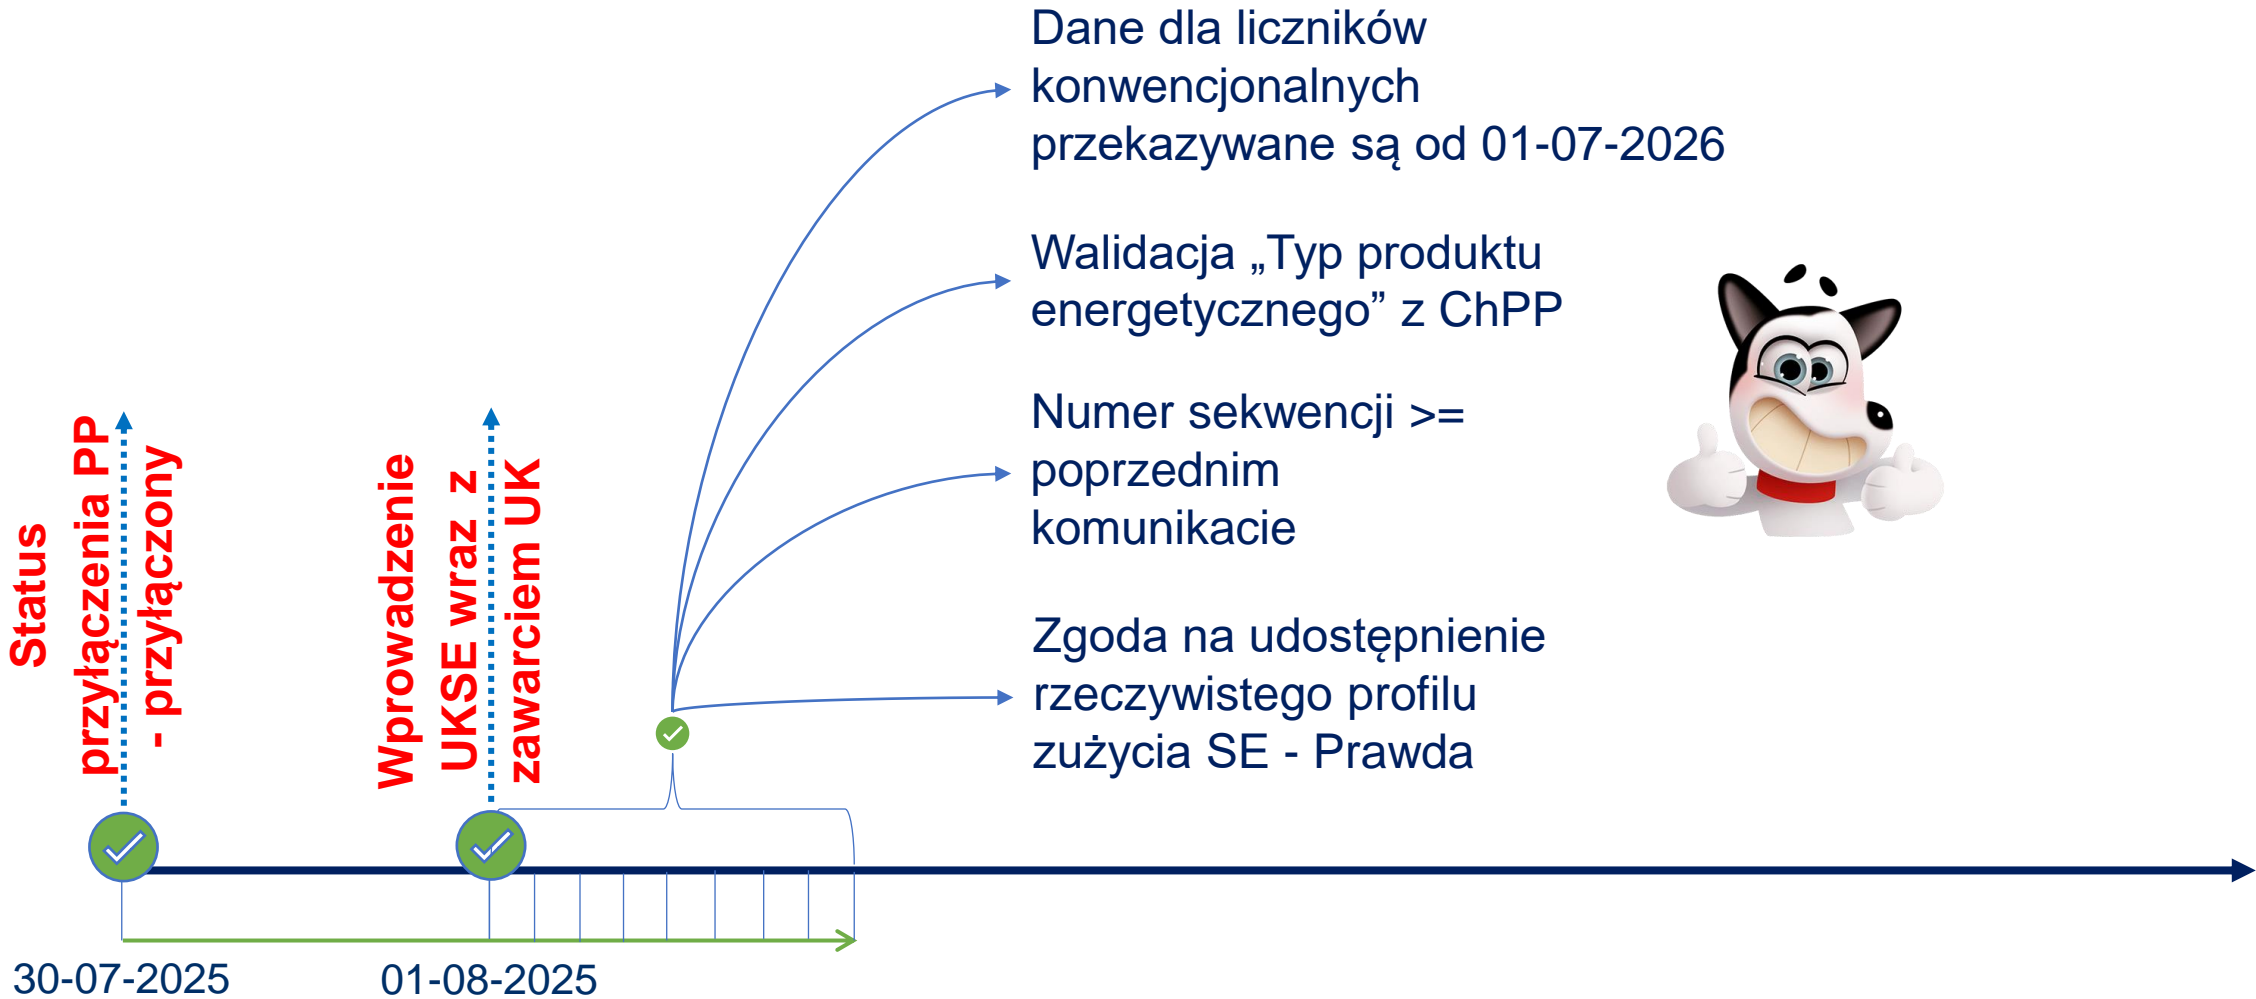 Dane dla liczników
konwencjonalnych
przekazywane są od 01-07-2026
Walidacja „Typ produktu
energetycznego” z ChPP
Numer sekwencji >=
poprzednim
komunikacie
Zgoda na udostępnienie
rzeczywistego profilu
zużycia SE - Prawda
Status
przyłączenia PP
- przyłączony
Wprowadzenie
UKSE wraz z
zawarciem UK
30-07-2025
01-08-2025